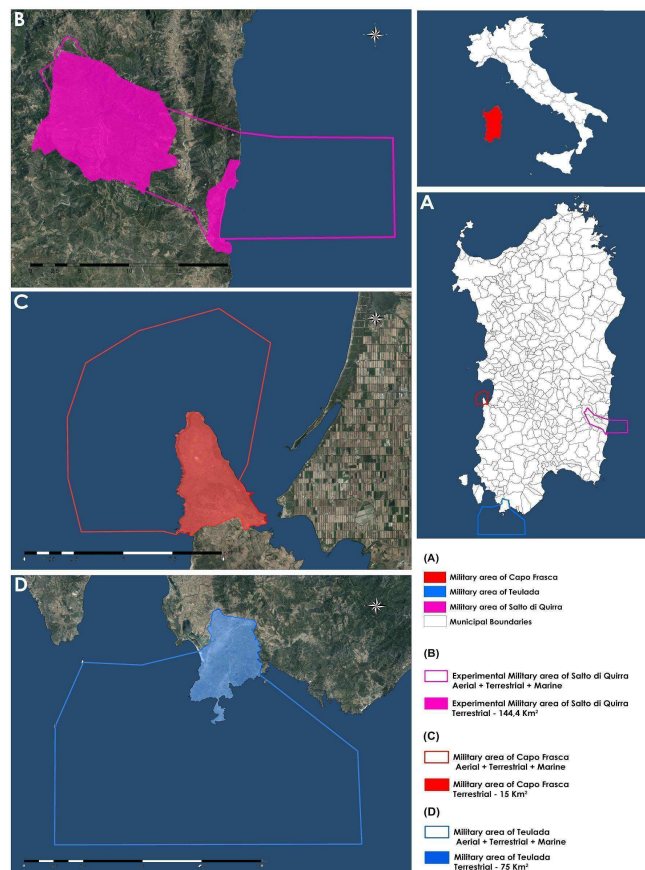 B
A
C
D
(A)
Military area of Capo Frasca
Military area of Teulada
Military area of Salto di Quirra
Municipal Boundaries
(B)
Experimental Military area of Salto di Quirra
Aerial + Terrestrial + Marine
Experimental Military area of Salto di Quirra
Terrestrial - 144,4 Km²
(C)
Military area of Capo Frasca
Aerial + Terrestrial + Marine
Military area of Capo Frasca
Terrestrial - 15 Km²
(D)
Military area of Teulada
Aerial + Terrestrial + Marine
Military area of Teulada
Terrestrial - 75 Km²